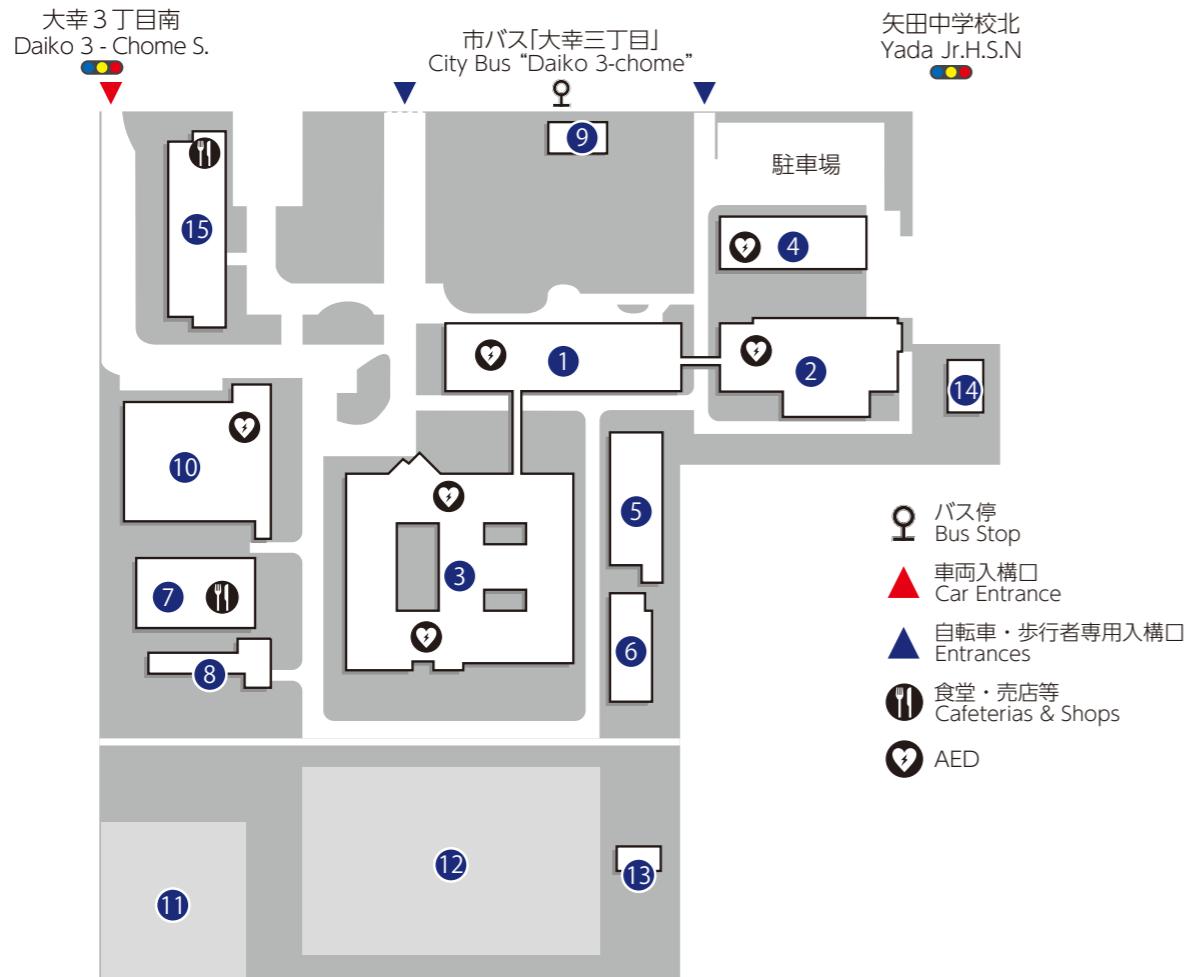 大幸３丁目南
Daiko 3 - Chome S.
市バス「大幸三丁目」
City Bus “Daiko 3-chome”
矢田中学校北
Yada Jr.H.S.N
9
駐車場
15
4
1
2
14
10
5
3
7
6
8
バス停
Bus Stop
車両入構口
Car Entrance
自転車・歩行者専用入構口
Entrances
食堂・売店等
Cafeterias & Shops
AED
12
13
11